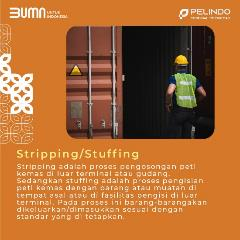 BUMN UNTUK
INDONESIA
PELINDO
Stripping/Stuffing
Stripping adalah proses pengosongan peti
kemas di luar terminal atau gudang.
Sedangkan stuffing adalah proses pengisian
peti kemas dengan barang atau muatan di
tempat asal atau di fasilitas pengisi di luar
terminal. Pada proses ini barang-barangakan
dikeluarkan/dimasukkan sesuai dengan
standar yang di tetapkan.